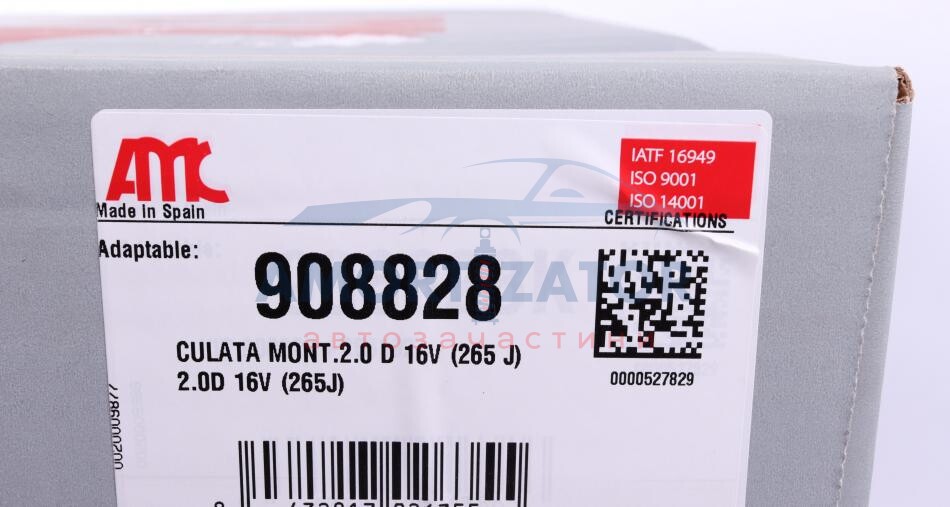 AMC
IATF 16949
ISO 9001
ISO 14001
Made In Spain
CERTIFICATIONS
Adaptable:
908828
AMORTIZATOR
автозапчастини
CULATA MONT.2.0 D 16V (265 J)
2.0D 16V (265J)
0000527829